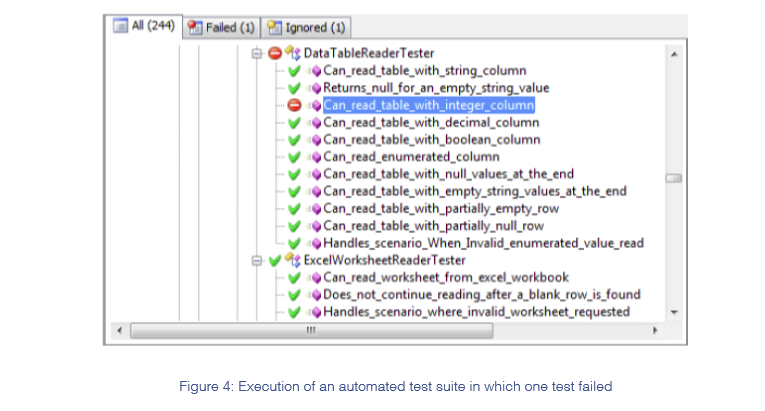 All (244) Failed (1) Ignored (1)
DataTableReaderTester
Can_read_table_with_string_column
Returns_null_for_an_empty_string_value
Can_read_table_with_integer_column
Can_read_table_with_decimal_column
Can_read_table_with_boolean_column
Can_read_enumerated_column
Can_read_table_with_null_values_at_the_end
Can_read_table_with_empty_string_values_at_the_end
Can_read_table_with_partially_empty_row
Can_read_table_with_partially_null_row
Handles_scenario_When_Invalid_enumerated_value_read
ExcelWorksheetReaderTester
Can_read_worksheet_from_excel_workbook
Does_not_continue_reading_after_a_blank_row_is_found
Handles_scenario_where_invalid_worksheet_requested
Figure 4: Execution of an automated test suite in which one test failed